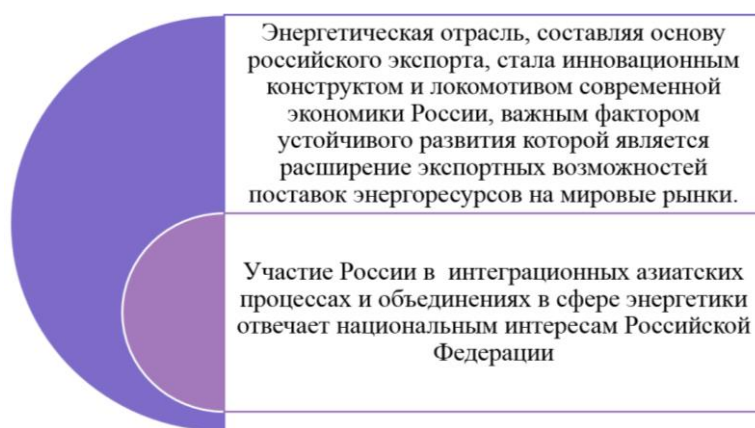 Энергетическая отрасль, составляя основу
российского экспорта, стала инновационным
конструктом и локомотивом современной
экономики России, важным фактором
устойчивого развития которой является
расширение экспортных возможностей
поставок энергоресурсов на мировые рынки.
Участие России в интеграционных азиатских
процессах и объединениях в сфере энергетики
отвечает национальным интересам Российской
Федерации